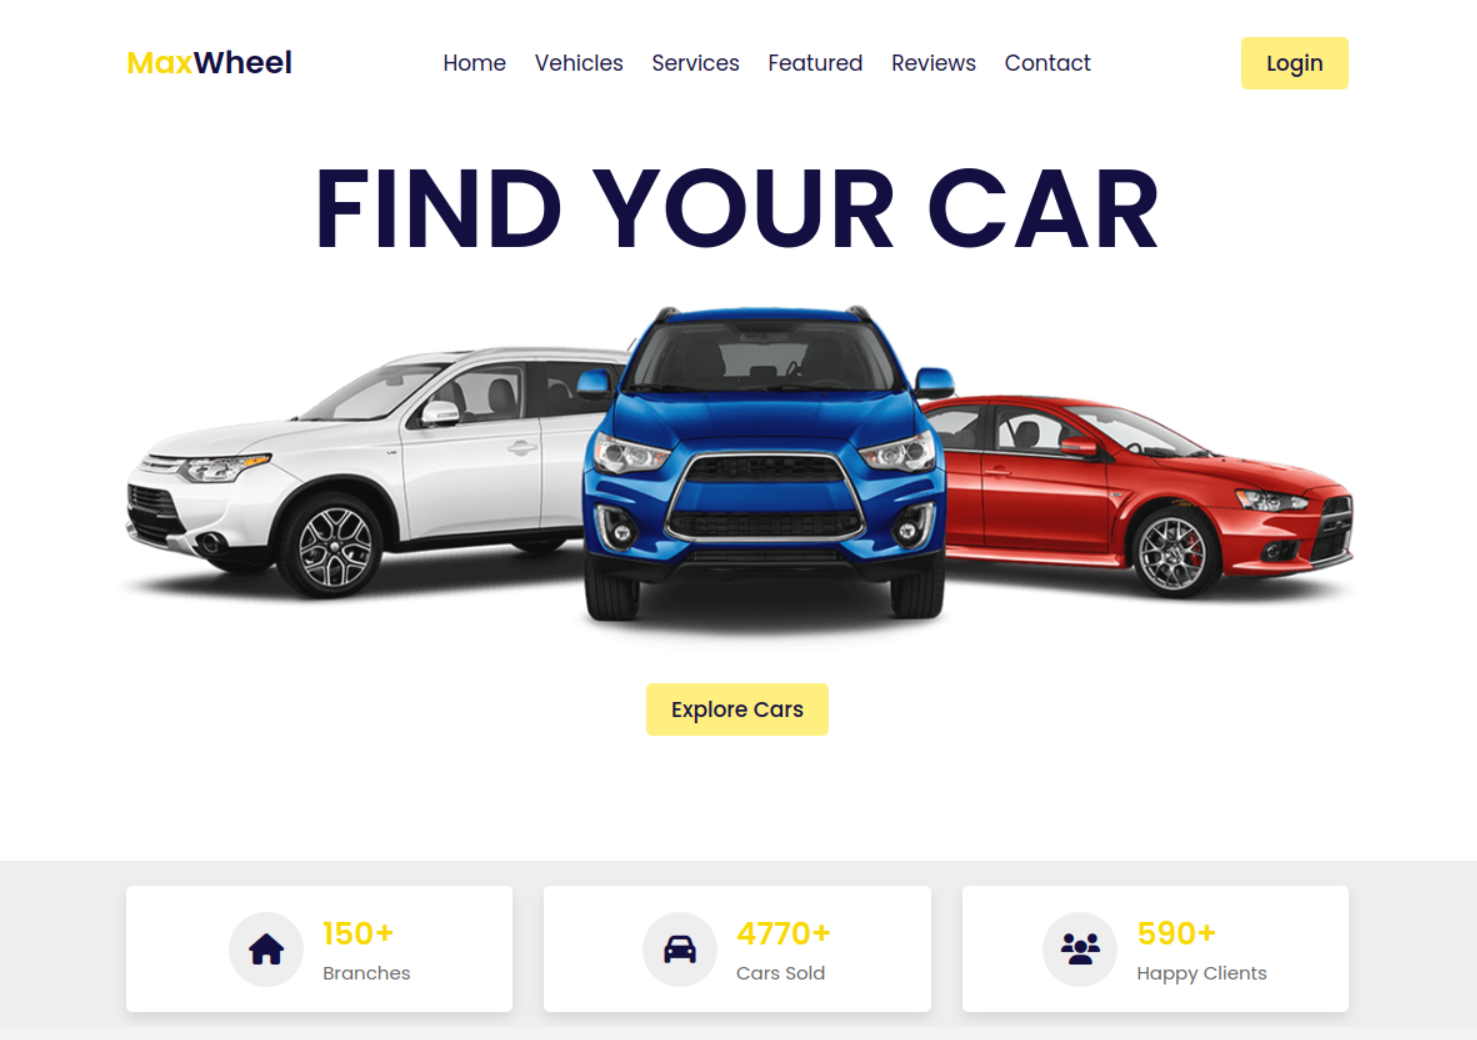 MaxWheel
Home Vehicles Services Featured Reviews Contact
Login
FIND YOUR CAR
Explore Cars
150+
Branches
4770+
Cars Sold
590+
Happy Clients